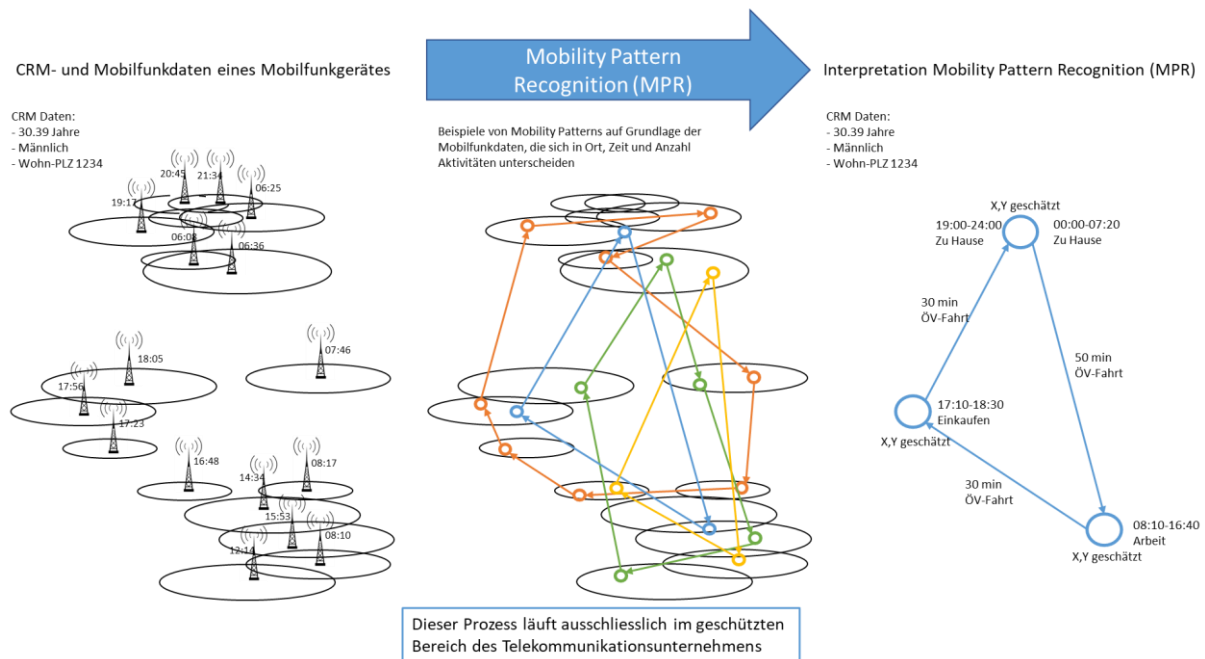 CRM- und Mobilfunkdaten eines Mobilfunkgerätes
CRM Daten:
- 30.39 Jahre
- Männlich
- Wohn-PLZ 1234
20:45
21:34
06:25
19:17
06:08
06:36
07:46
18:05
17:56
17:23
16:48
14:34
08:17
15:53
08:10
12:14
Mobility Pattern
Recognition (MPR)
Beispiele von Mobility Patterns auf Grundlage der
Mobilfunkdaten, die sich in Ort, Zeit und Anzahl
Aktivitäten unterscheiden
Dieser Prozess läuft ausschliesslich im geschützten
Bereich des Telekommunikationsunternehmens
Interpretation Mobility Pattern Recognition (MPR)
CRM Daten:
- 30.39 Jahre
- Männlich
- Wohn-PLZ 1234
X,Y geschätzt
19:00-24:00
Zu Hause
00:00-07:20
Zu Hause
30 min
ÖV-Fahrt
50 min
ÖV-Fahrt
17:10-18:30
Einkaufen
X,Y geschätzt
30 min
ÖV-Fahrt
08:10-16:40
Arbeit
X,Y geschätzt